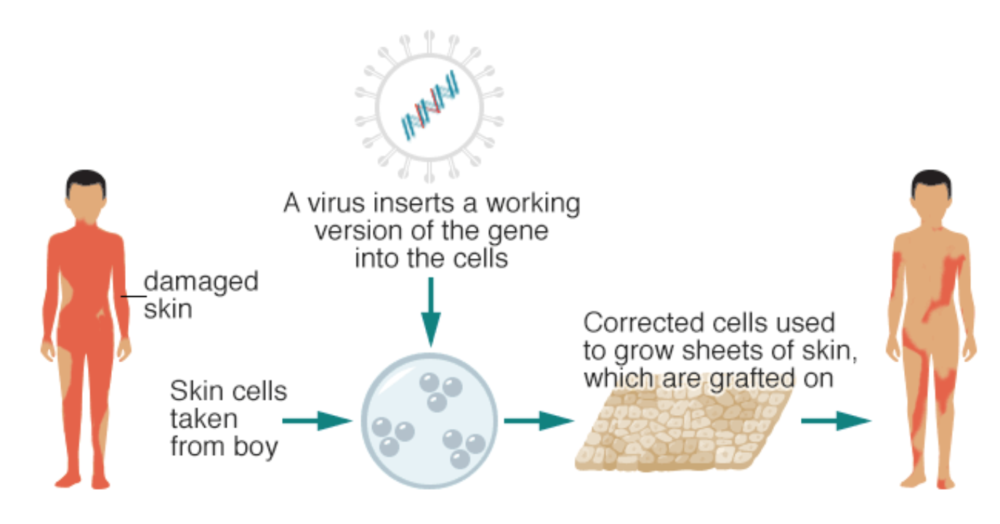 A virus inserts a working
version of the gene
into the cells
damaged
skin
Skin cells
taken
from boy
Corrected cells used
to grow sheets of skin,
which are grafted on